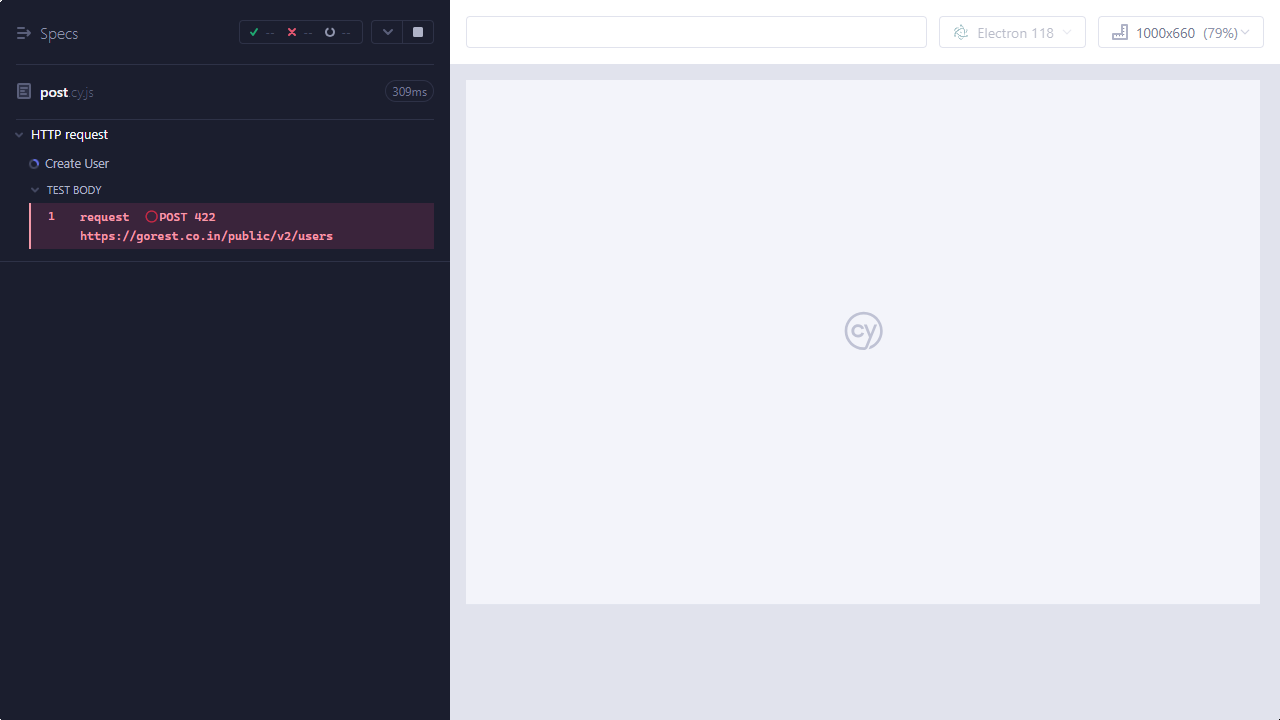 Specs
-- -- --
post.cy.js
309ms
HTTP request
Create User
TEST BODY
1 request POST 422
https://gorest.co.in/public/v2/users
Electron 118
1000x660 (79%)
cy